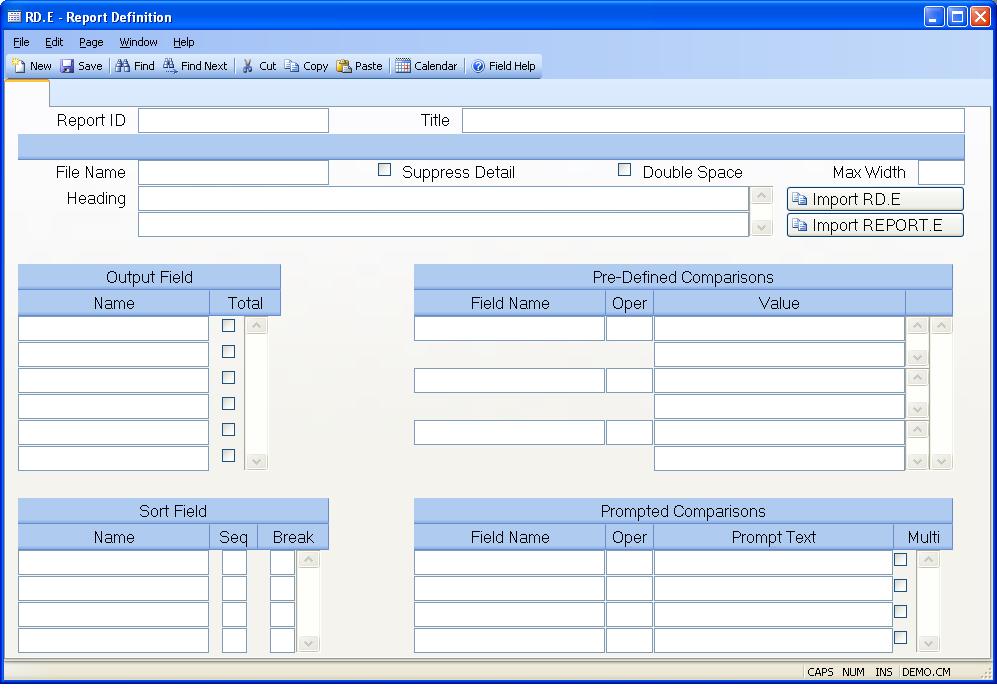 RD.E - Report Definition
File Edit Page Window Help
New Save Find Find Next Cut Copy Paste Calendar Field Help
Report ID Title
File Name Suppress Detail Double Space Max Width
Heading Import RD.E
Import REPORT.E
Output Field Pre-Defined Comparisons
Name Total Field Name Oper Value
Sort Field Prompted Comparisons
Name Seq Break Field Name Oper Prompt Text Multi
CAPS NUM INS DEMO.CM